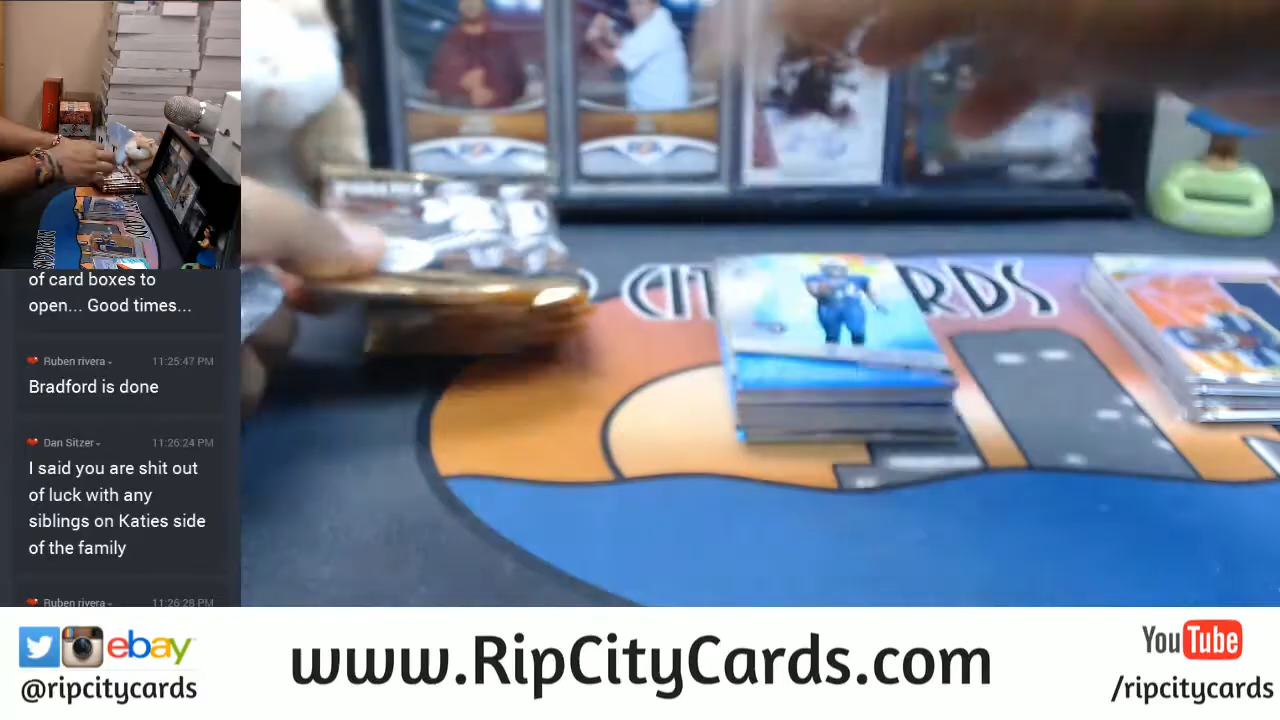 of card boxes to
open... Good times...
Ruben rivera
11:25:47 PM
Bradford is done
Dan Sitzer
11:26:24 PM
I said you are shit out
of luck with any
siblings on Katies side
of the family
Ruben rivera
11:26:28 PM
CITY CARDS
ebay
@ripcitycards
www.RipCityCards.com
YouTube
/ripcitycards